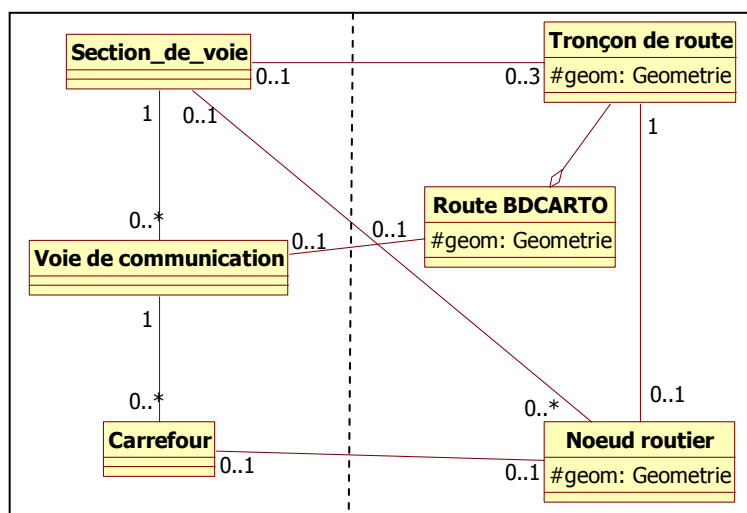 Section_de_voie
Tronçon de route
#geom: Geometrie
0..1
0..3
1
0..1
1
Route BDCARTO
#geom: Geometrie
0..*
0..1
0..1
Voie de communication
1
0..1
0..*
0..*
Carrefour
Noeud routier
#geom: Geometrie
0..1
0..1